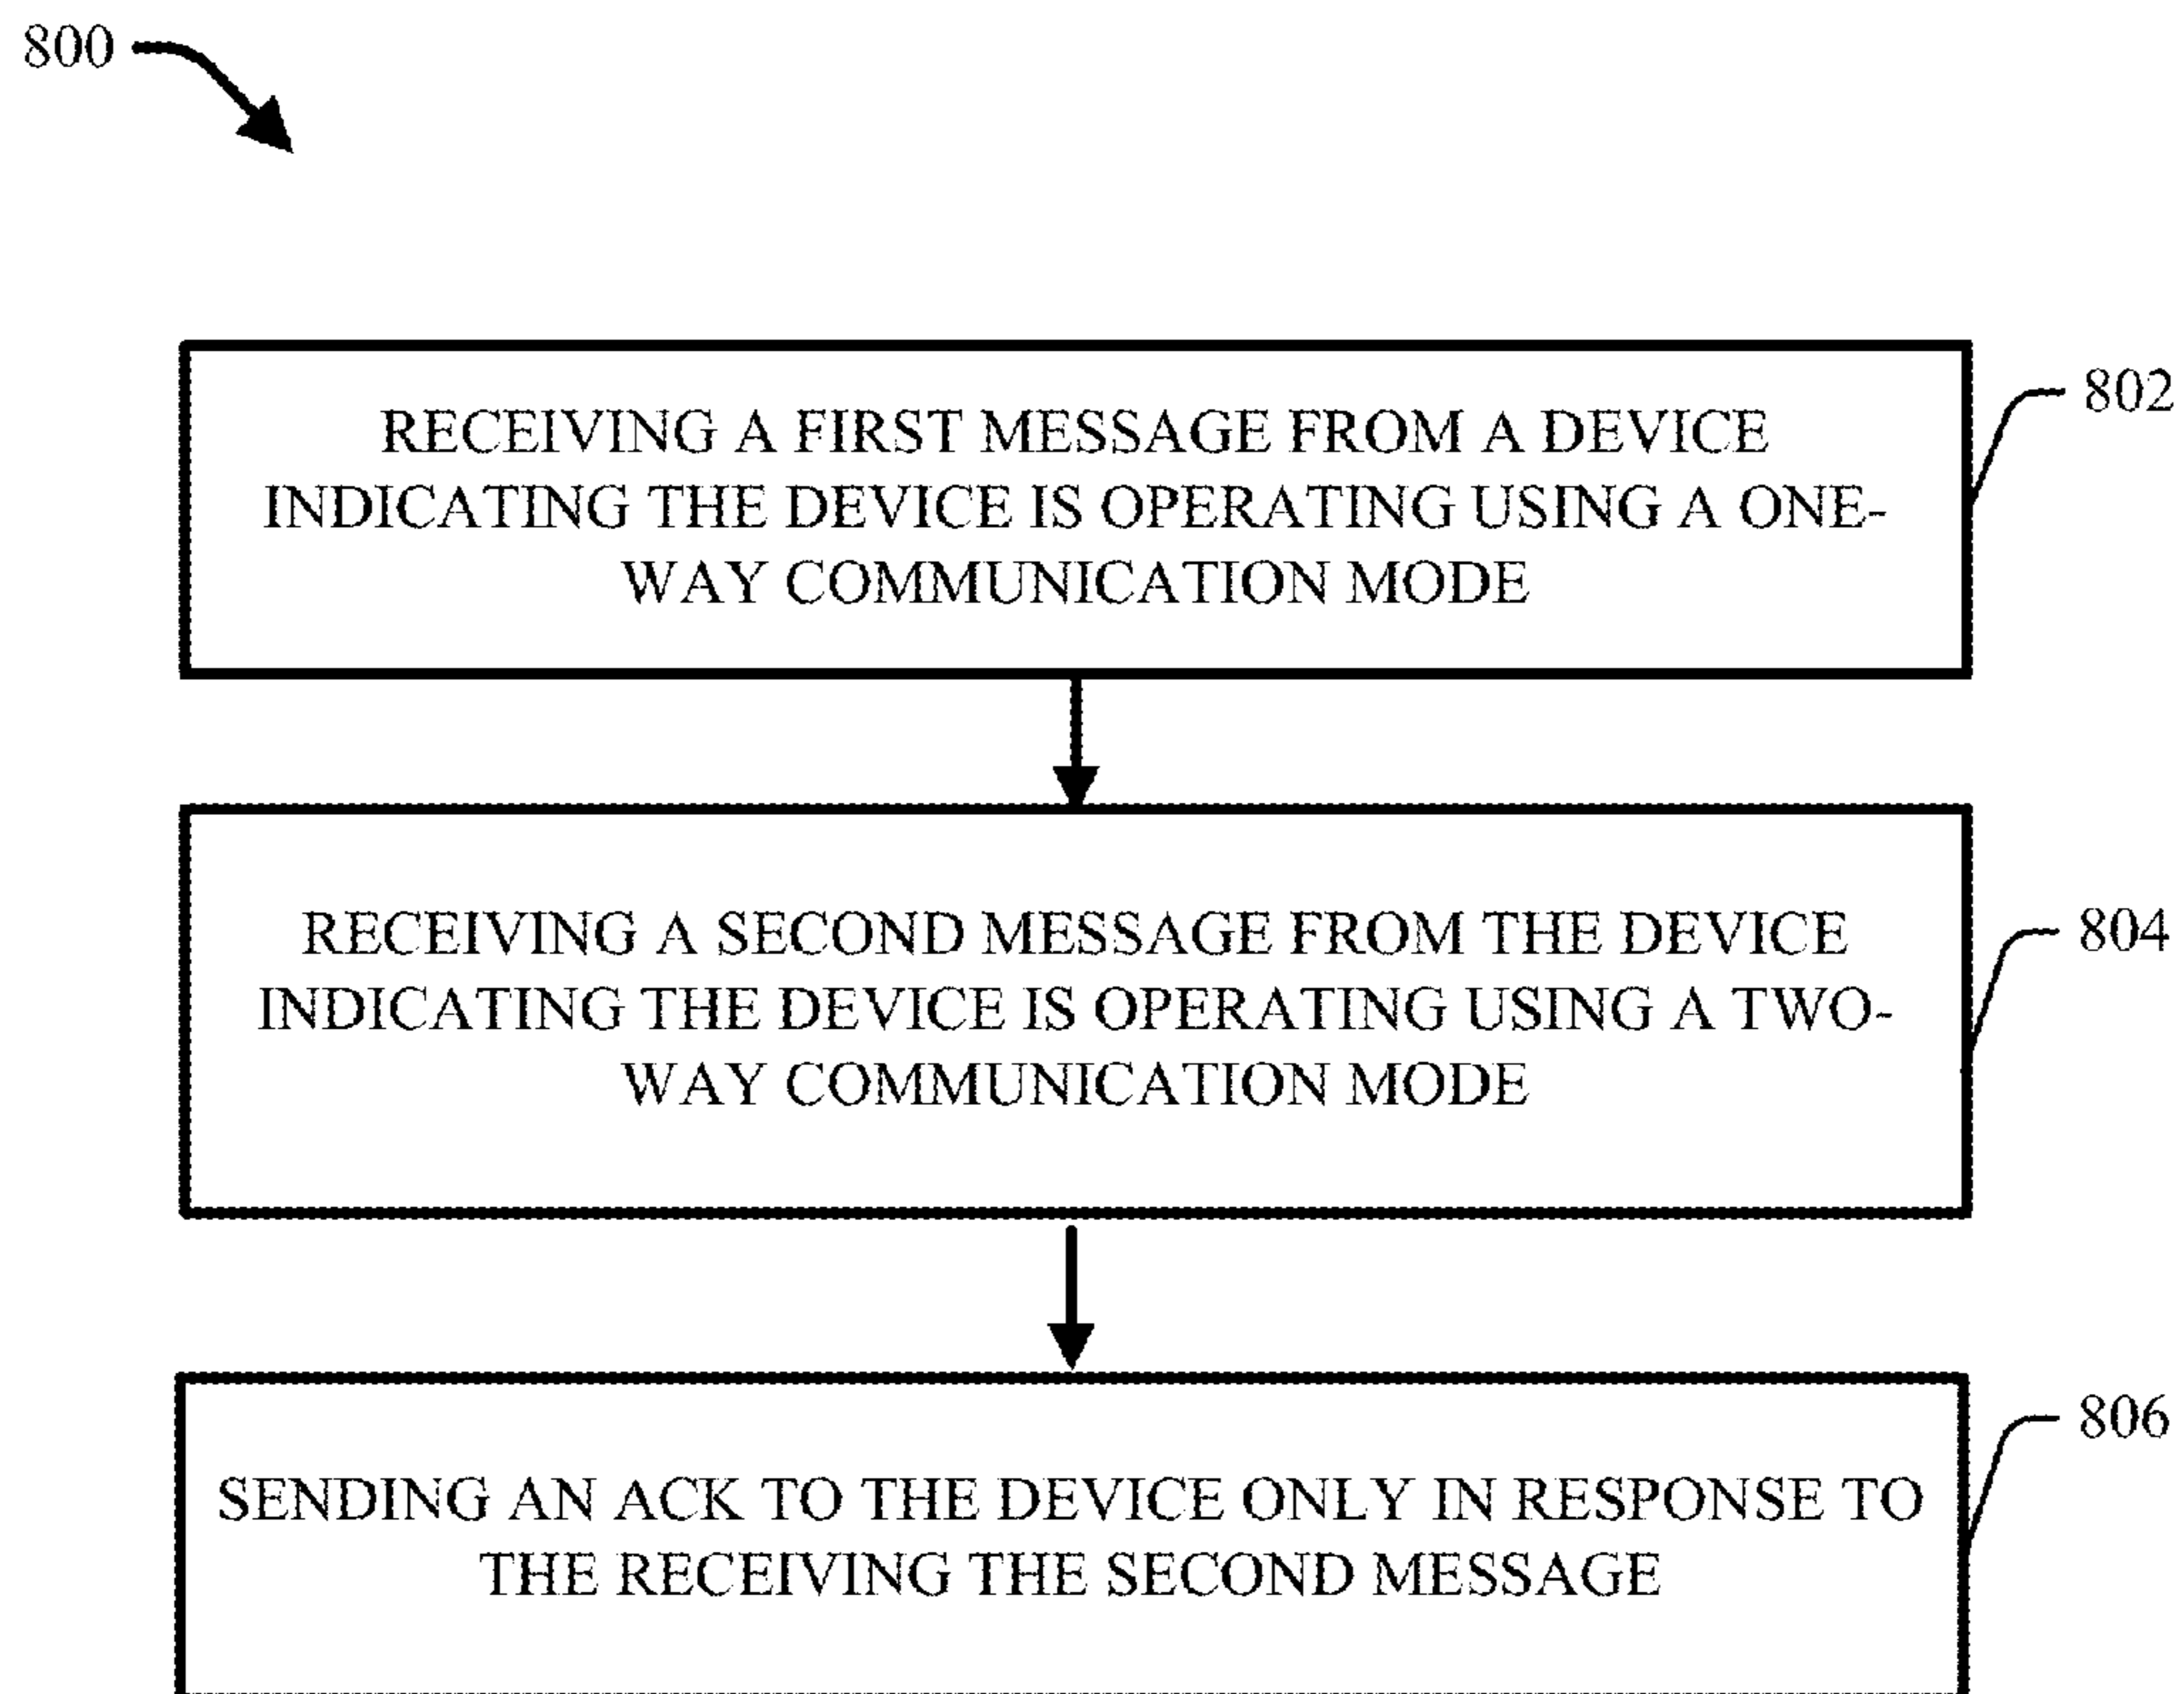 800
802
RECEIVING A FIRST MESSAGE FROM A DEVICE
INDICATING THE DEVICE IS OPERATING USING A ONE-
WAY COMMUNICATION MODE
804
RECEIVING A SECOND MESSAGE FROM THE DEVICE
INDICATING THE DEVICE IS OPERATING USING A TWO-
WAY COMMUNICATION MODE
806
SENDING AN ACK TO THE DEVICE ONLY IN RESPONSE TO
THE RECEIVING THE SECOND MESSAGE